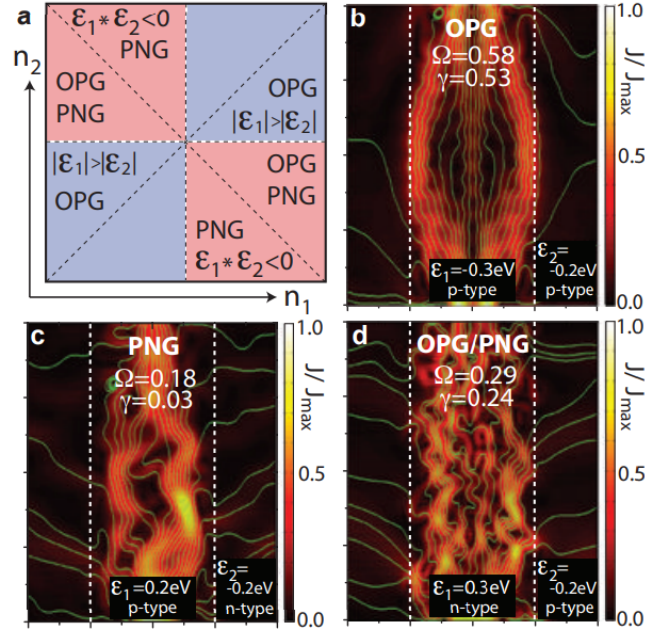 a
n₂
ε₁*ε₂<0
PNG
OPG
PNG
OPG
|ε₁|>|ε₂|
|ε₁|>|ε₂|
OPG
OPG
PNG
PNG
ε₁*ε₂<0
n₁
b
OPG
Ω=0.58
γ=0.53
ε₁=-0.3eV
p-type
ε₂=
-0.2eV
p-type
1.0
0.5
0.0
J/Jmax
c
PNG
Ω=0.18
γ=0.03
ε₁=0.2eV
p-type
ε₂=
-0.2eV
n-type
1.0
0.5
0.0
J/Jmax
d
OPG/PNG
Ω=0.29
γ=0.24
ε₁=0.3eV
n-type
ε₂=
-0.2eV
p-type
1.0
0.5
0.0
J/Jmax